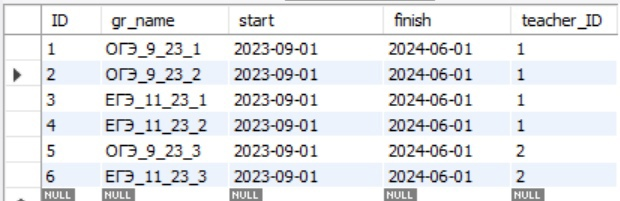 ID gr_name start finish teacher_ID
1 ОГЭ_9_23_1 2023-09-01 2024-06-01 1
2 ОГЭ_9_23_2 2023-09-01 2024-06-01 1
3 ЕГЭ_11_23_1 2023-09-01 2024-06-01 1
4 ЕГЭ_11_23_2 2023-09-01 2024-06-01 1
5 ОГЭ_9_23_3 2023-09-01 2024-06-01 2
6 ЕГЭ_11_23_3 2023-09-01 2024-06-01 2
NULL NULL NULL NULL NULL